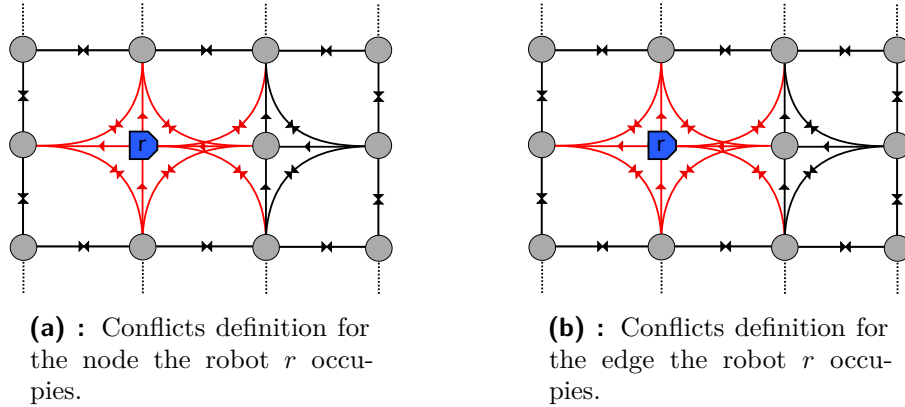 r
r
(a) : Conflicts definition for
the node the robot r occu-
pies.
(b) : Conflicts definition for
the edge the robot r occu-
pies.